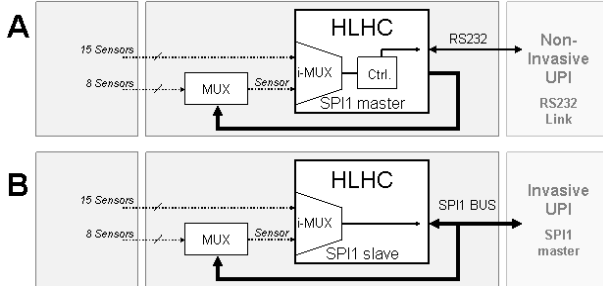 A
15 Sensors
8 Sensors
MUX
Sensor
HLHC
i-MUX
Ctrl.
SPI1 master
RS232
Non-
Invasive
UPI
RS232
Link
B
15 Sensors
8 Sensors
MUX
Sensor
HLHC
i-MUX
SPI1 slave
SPI1 BUS
Invasive
UPI
SPI1
master